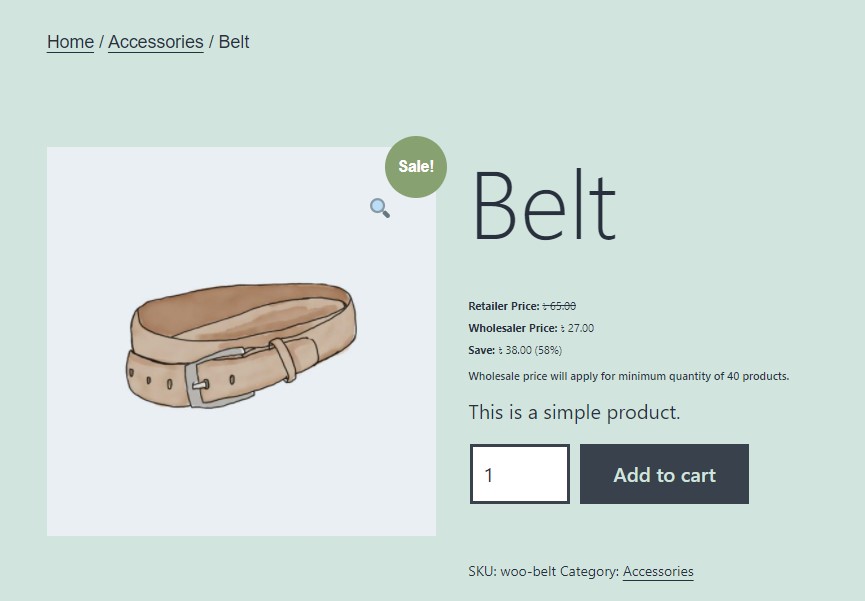 Home / Accessories / Belt
Sale!
Belt
Retailer Price: ৳ 65.00
Wholesaler Price: ৳ 27.00
Save: ৳ 38.00 (58%)
Wholesale price will apply for minimum quantity of 40 products.
This is a simple product.
1
Add to cart
SKU: woo-belt Category: Accessories